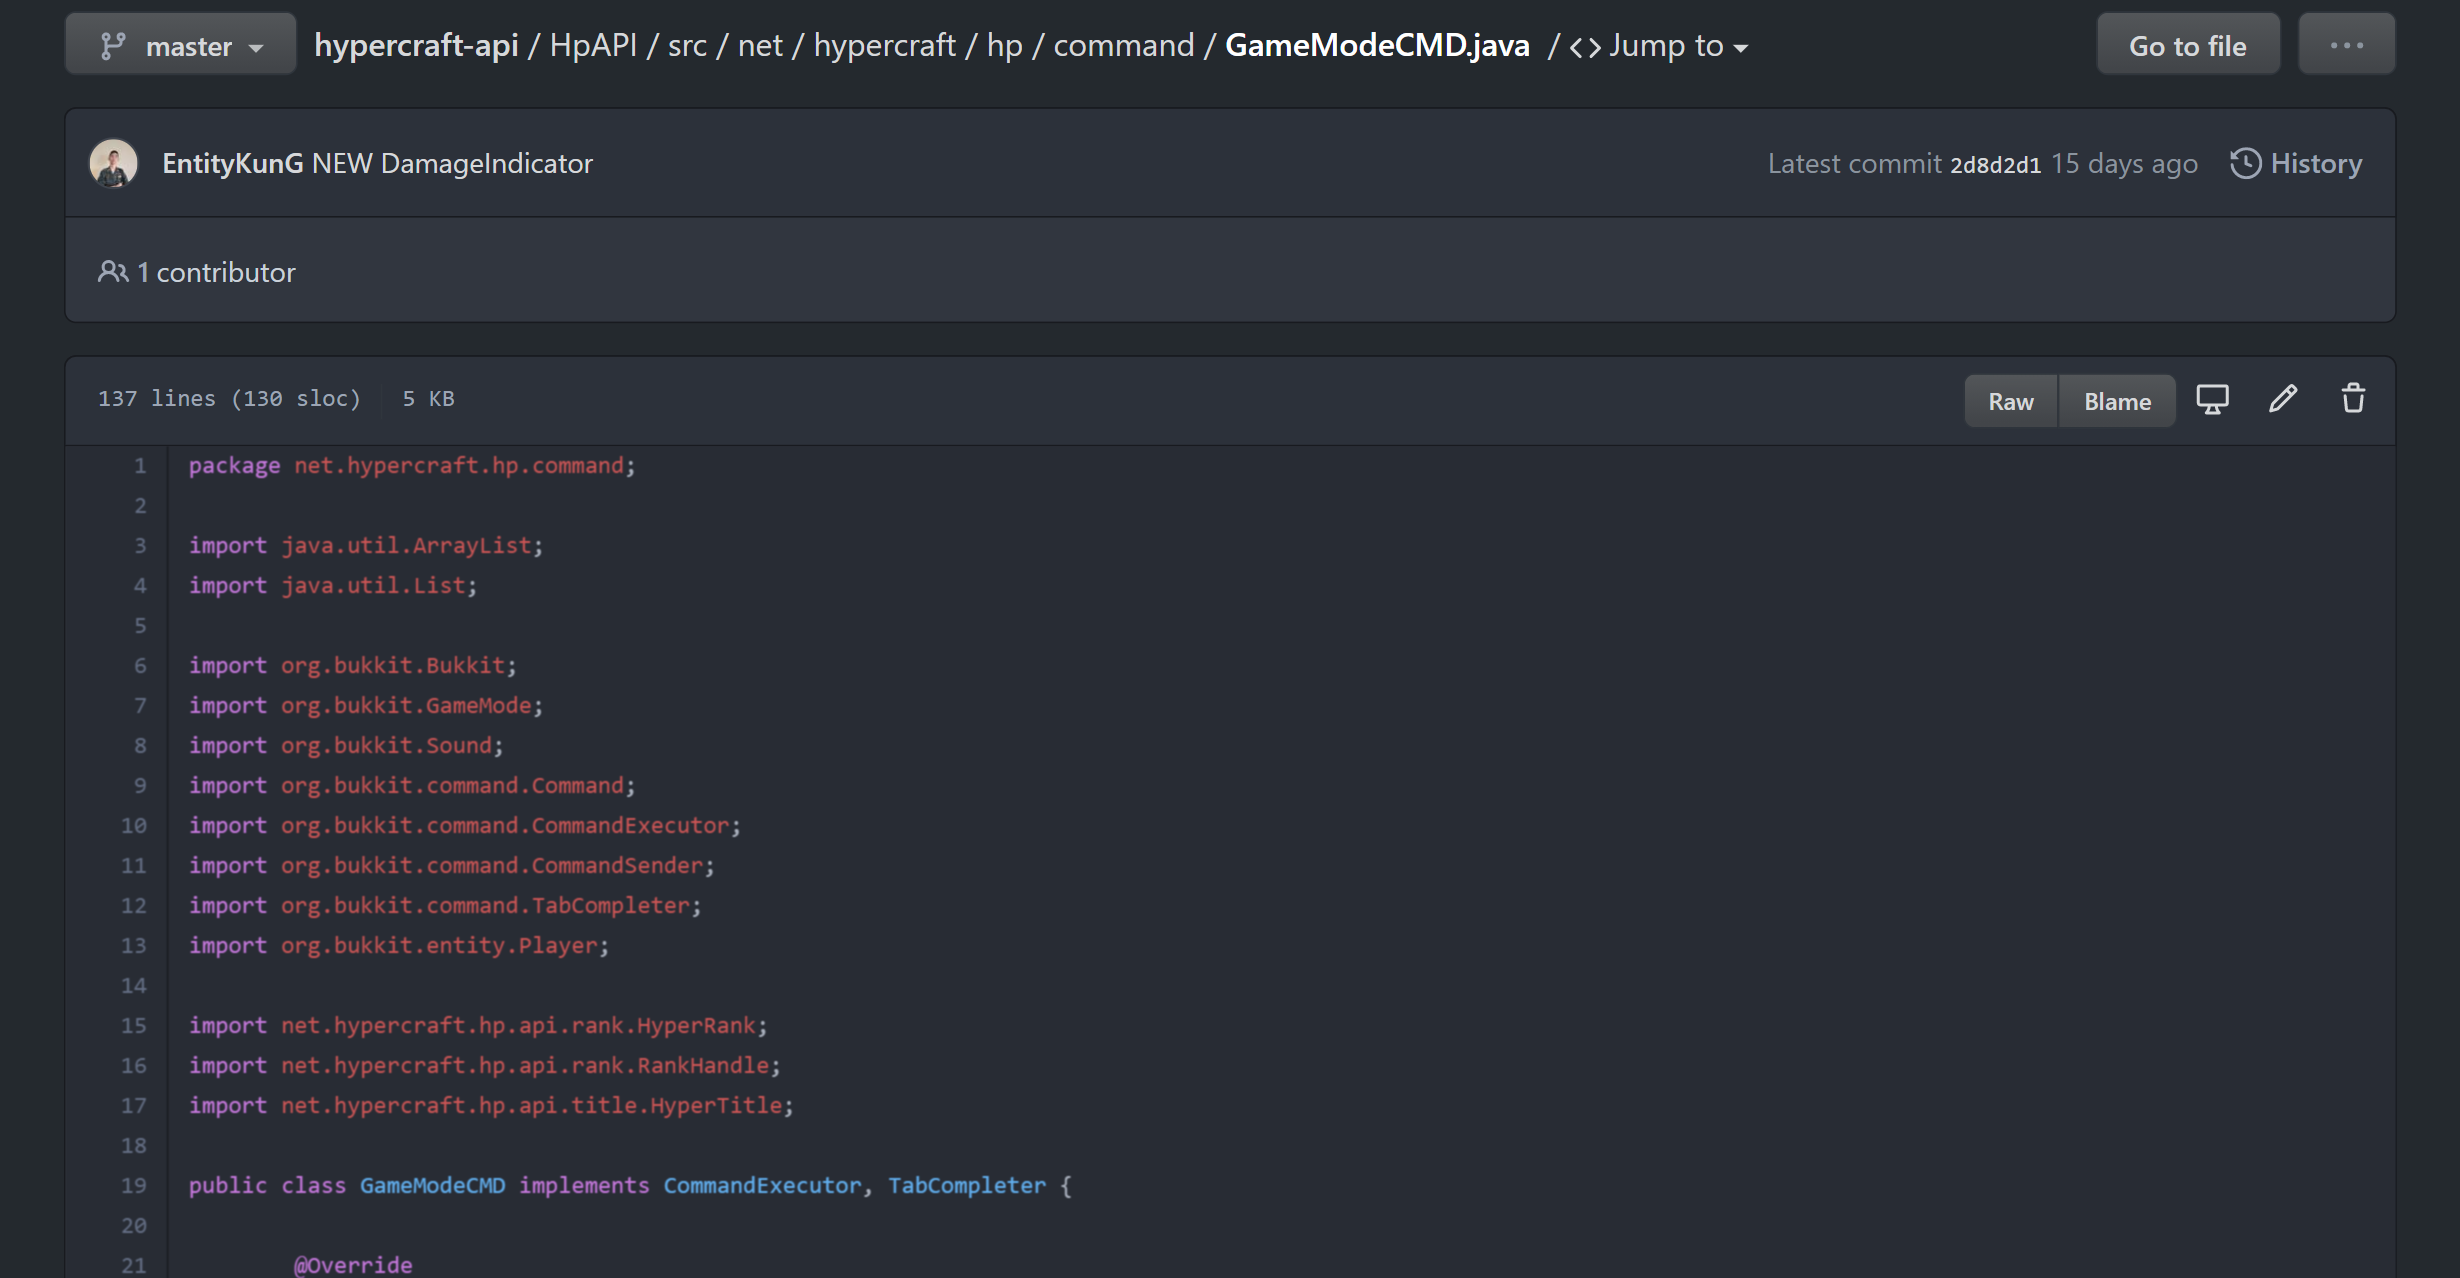 master hypercraft-api / HpAPI / src / net / hypercraft / hp / command / GameModeCMD.java / <> Jump to Go to file ...
EntityKunG NEW DamageIndicator Latest commit 2d8d2d1 15 days ago History
1 contributor
137 lines (130 sloc) 5 KB Raw Blame
1 package net.hypercraft.hp.command;
2
3 import java.util.ArrayList;
4 import java.util.List;
5
6 import org.bukkit.Bukkit;
7 import org.bukkit.GameMode;
8 import org.bukkit.Sound;
9 import org.bukkit.command.Command;
10 import org.bukkit.command.CommandExecutor;
11 import org.bukkit.command.CommandSender;
12 import org.bukkit.command.TabCompleter;
13 import org.bukkit.entity.Player;
14
15 import net.hypercraft.hp.api.rank.HyperRank;
16 import net.hypercraft.hp.api.rank.RankHandle;
17 import net.hypercraft.hp.api.title.HyperTitle;
18
19 public class GameModeCMD implements CommandExecutor, TabCompleter {
20
21 @Override